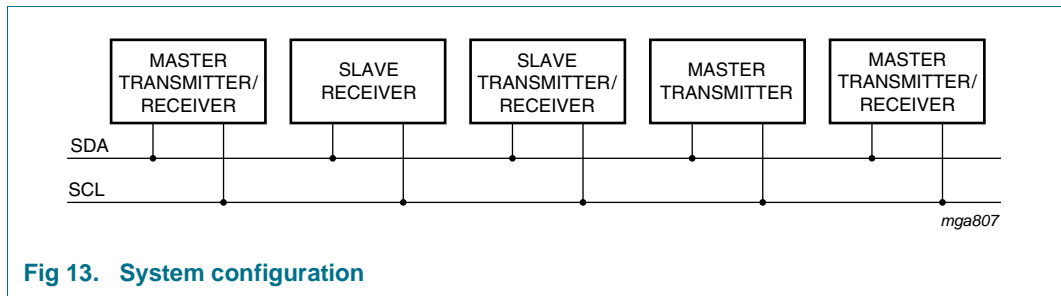 MASTER
TRANSMITTER/
RECEIVER
SLAVE
RECEIVER
SLAVE
TRANSMITTER/
RECEIVER
MASTER
TRANSMITTER
MASTER
TRANSMITTER/
RECEIVER
SDA
SCL
mga807
Fig 13. System configuration